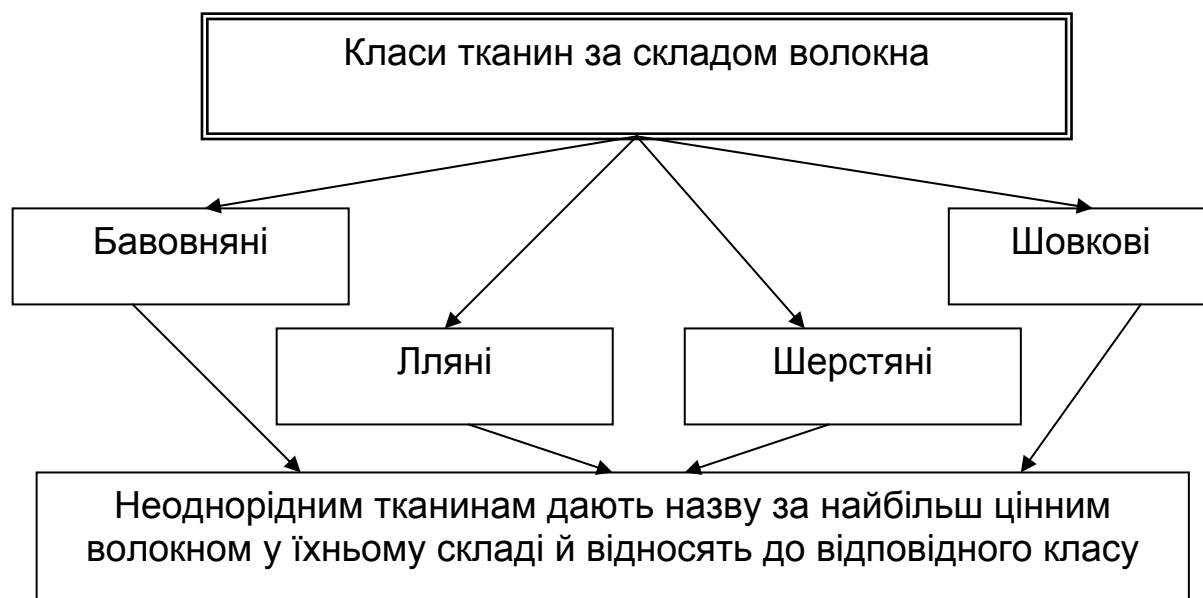 Класи тканин за складом волокна
Бавовняні
Шовкові
Лляні
Шерстяні
Неоднорідним тканинам дають назву за найбільш цінним
волокном у їхньому складі й відносять до відповідного класу